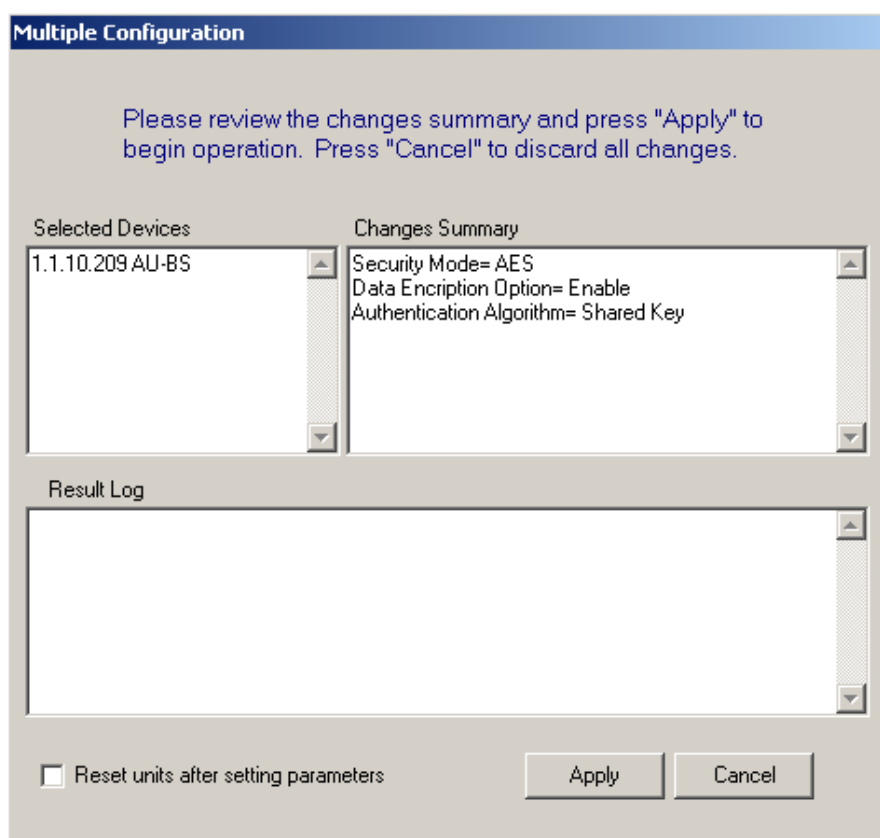 Multiple Configuration
Please review the changes summary and press "Apply" to
begin operation. Press "Cancel" to discard all changes.
Selected Devices
Changes Summary
1.1.10.209 AU-BS
Security Mode= AES
Data Encription Option= Enable
Authentication Algorithm= Shared Key
Result Log
Reset units after setting parameters
Apply
Cancel